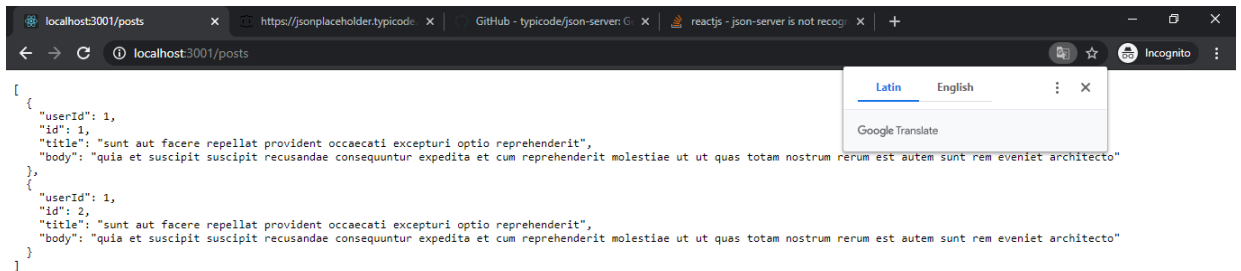 localhost:3001/posts
https://jsonplaceholder.typicode.
GitHub - typicode/json-server: G
reactjs - json-server is not recogr
localhost:3001/posts
Incognito
Latin English
Google Translate
[
{
"userId": 1,
"id": 1,
"title": "sunt aut facere repellat provident occaecati excepturi optio reprehenderit",
"body": "quia et suscipit suscipit recusandae consequuntur expedita et cum reprehenderit molestiae ut ut quas totam nostrum rerum est autem sunt rem eveniet architecto"
},
{
"userId": 1,
"id": 2,
"title": "sunt aut facere repellat provident occaecati excepturi optio reprehenderit",
"body": "quia et suscipit suscipit recusandae consequuntur expedita et cum reprehenderit molestiae ut ut quas totam nostrum rerum est autem sunt rem eveniet architecto"
}
]